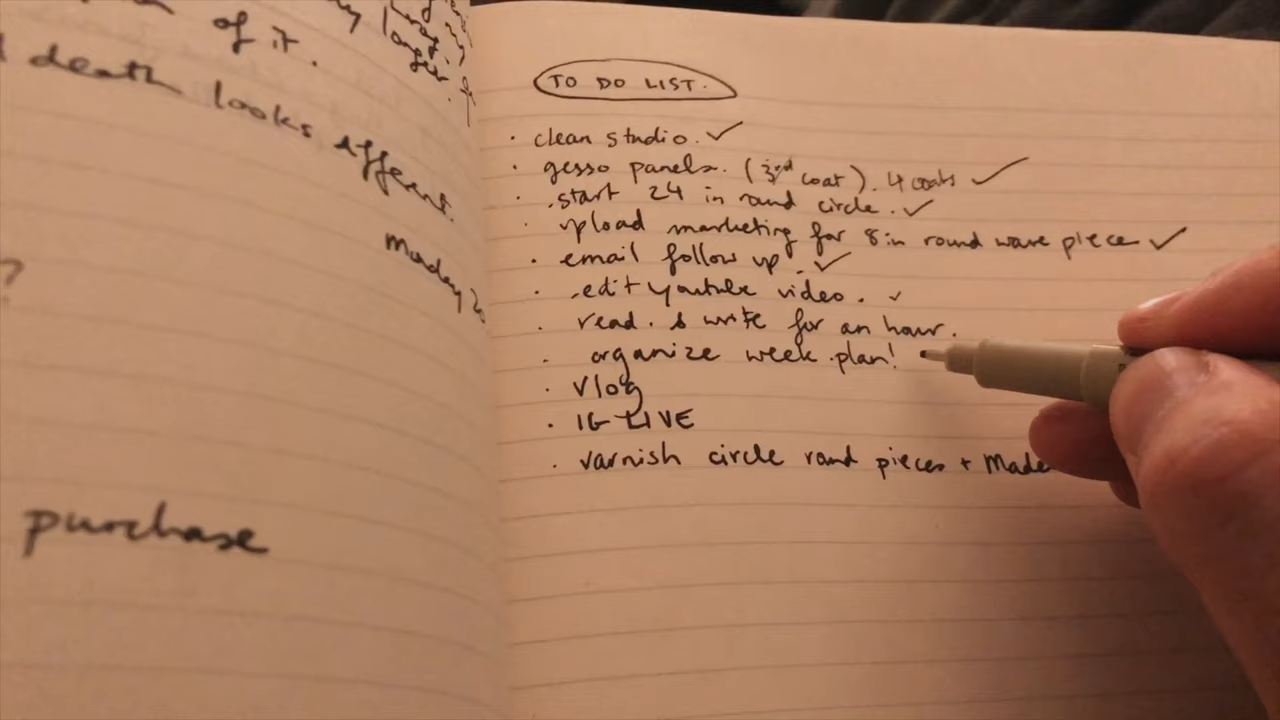 of it.
death looks
longer.
Monday
purchase
TO DO LIST.
• clean studio. ✓
• gesso panels. (3rd coat). 4 coats ✓
• .start 24 in round circle. ✓
• upload marketing for 8 in round wave piece ✓
• email follow up. ✓
• .edit youtube video. ✓
• read. & write for an hour.
• organize week.plan!
• Vlog
• IG LIVE
• varnish circle round pieces + Made